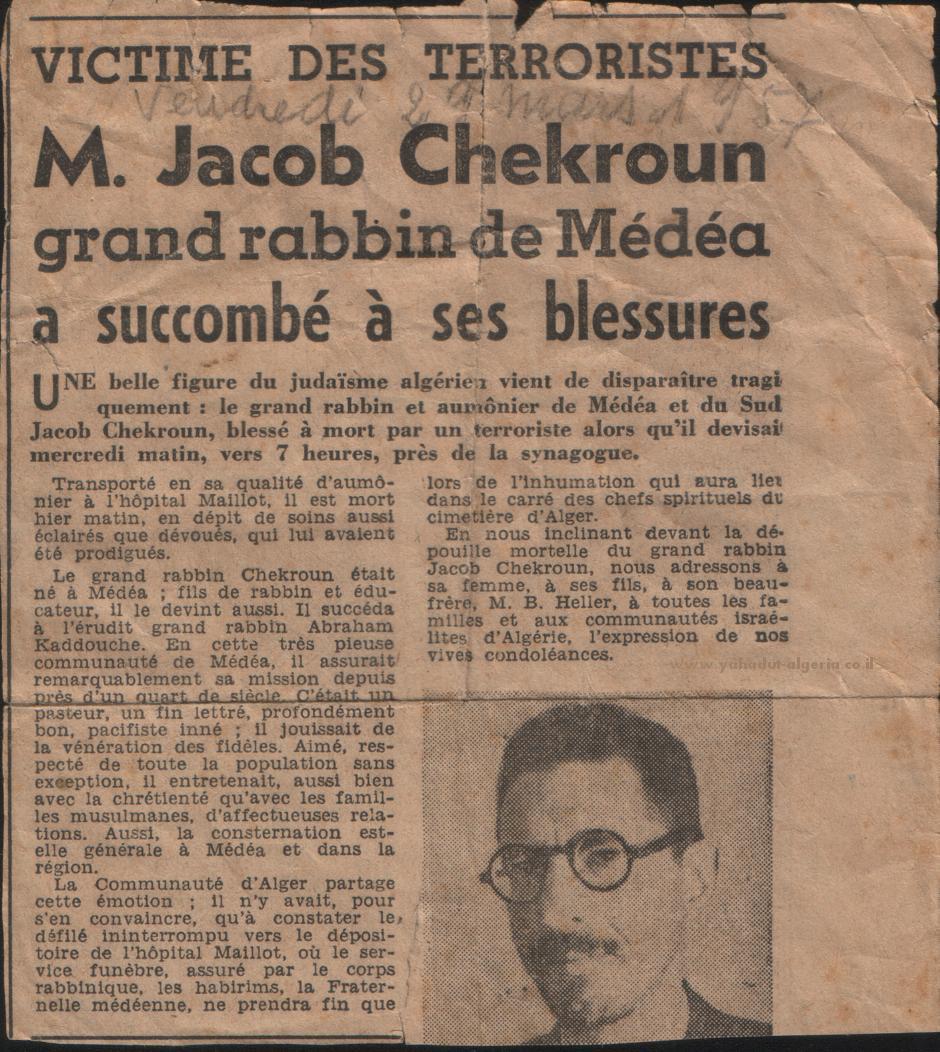 VICTIME DES TERRORISTES
Vendredi 29 mars 1957
M. Jacob Chekroun
grand rabbin de Médéa
a succombé à ses blessures
UNE belle figure du judaïsme algérien vient de disparaître tragi
quement : le grand rabbin et aumônier de Médéa et du Sud
Jacob Chekroun, blessé à mort par un terroriste alors qu'il devisai
mercredi matin, vers 7 heures, près de la synagogue.
Transporté en sa qualité d'aumô-
nier à l'hôpital Maillot, il est mort
hier matin, en dépit de soins aussi
éclairés que dévoués, qui lui avaient
été prodigués.
Le grand rabbin Chekroun était
né à Médéa ; fils de rabbin et édu-
cateur, il le devint aussi. Il succéda
à l'érudit grand rabbin Abraham
Kaddouche. En cette très pieuse
communauté de Médéa, il assurait
remarquablement sa mission depuis
près d'un quart de siècle. C'était un
pasteur, un fin lettré, profondément
bon, pacifiste inné ; il jouissait de
la vénération des fidèles. Aimé, res-
pecté de toute la population sans
exception, il entretenait, aussi bien
avec la chrétienté qu'avec les famil-
les musulmanes, d'affectueuses rela-
tions. Aussi, la consternation est-
elle générale à Médéa et dans la
région.
La Communauté d'Alger partage
cette émotion ; il n'y avait, pour
s'en convaincre, qu'à constater le
défilé ininterrompu vers le déposi-
toire de l'hôpital Maillot, où le ser-
vice funèbre, assuré par le corps
rabbinique, les habirims, la Frater-
nelle médéenne, ne prendra fin que
lors de l'inhumation qui aura lieu
dans le carré des chefs spirituels du
cimetière d'Alger.
En nous inclinant devant la dé-
pouille mortelle du grand rabbin
Jacob Chekroun, nous adressons à
sa femme, à ses fils, à son beau-
frère, M. B. Heller, à toutes les fa-
milles et aux communautés israé-
lites d'Algérie, l'expression de nos
vives condoléances.
www.yahadut-algeria.co.il